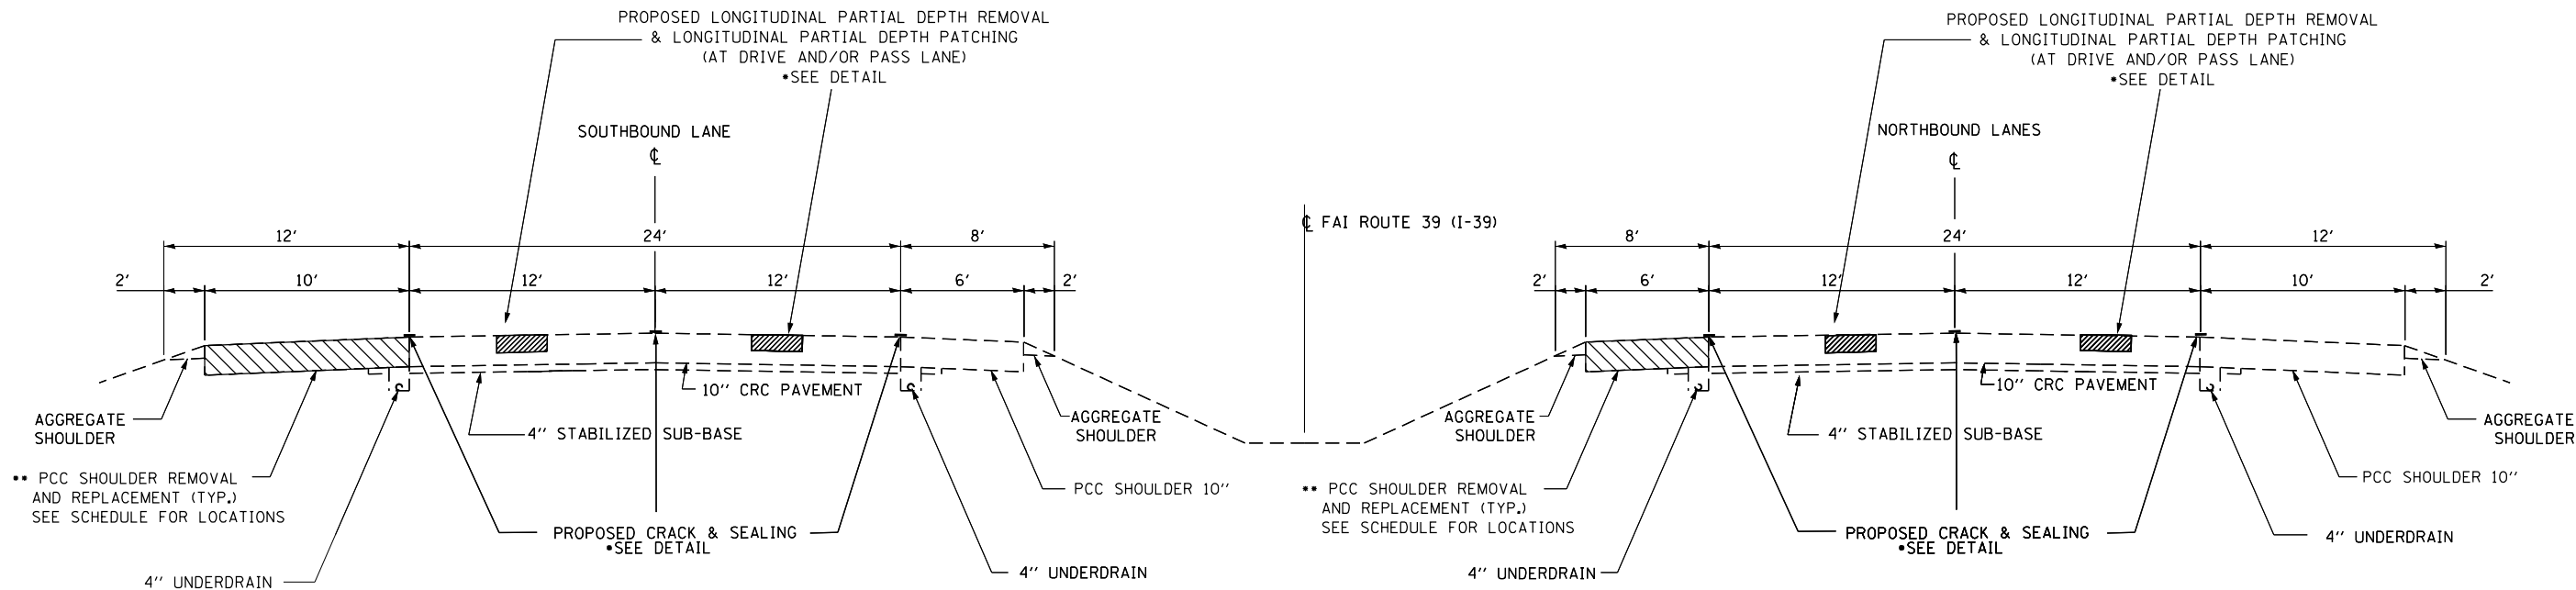 PROPOSED LONGITUDINAL PARTIAL DEPTH REMOVAL
& LONGITUDINAL PARTIAL DEPTH PATCHING
(AT DRIVE AND/OR PASS LANE)
*SEE DETAIL
SOUTHBOUND LANE
℄
12'
24'
8'
2'
10'
12'
12'
6'
2'
AGGREGATE
SHOULDER
10'' CRC PAVEMENT
4'' STABILIZED SUB-BASE
AGGREGATE
SHOULDER
** PCC SHOULDER REMOVAL
AND REPLACEMENT (TYP.)
SEE SCHEDULE FOR LOCATIONS
PCC SHOULDER 10''
PROPOSED CRACK & SEALING
*SEE DETAIL
4'' UNDERDRAIN
4'' UNDERDRAIN
℄ FAI ROUTE 39 (I-39)
PROPOSED LONGITUDINAL PARTIAL DEPTH REMOVAL
& LONGITUDINAL PARTIAL DEPTH PATCHING
(AT DRIVE AND/OR PASS LANE)
*SEE DETAIL
NORTHBOUND LANES
℄
8'
24'
12'
2'
6'
12'
12'
10'
2'
AGGREGATE
SHOULDER
10'' CRC PAVEMENT
4'' STABILIZED SUB-BASE
AGGREGATE
SHOULDER
** PCC SHOULDER REMOVAL
AND REPLACEMENT (TYP.)
SEE SCHEDULE FOR LOCATIONS
PCC SHOULDER 10''
PROPOSED CRACK & SEALING
*SEE DETAIL
4'' UNDERDRAIN
4'' UNDERDRAIN